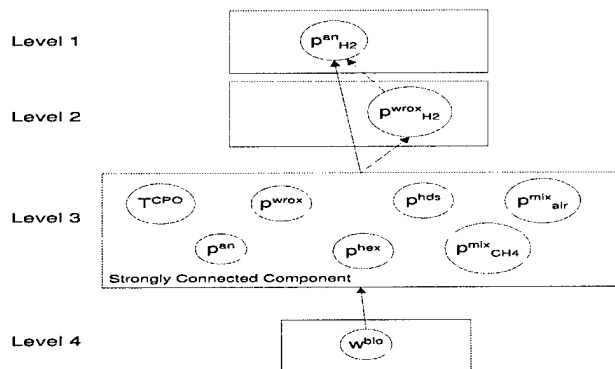 Level 1
p^an_H2
Level 2
p^wrox_H2
Level 3
T^CPO p^wrox p^hds p^mix_air
p^an p^hex p^mix_CH4
Strongly Connected Component
Level 4
w^blo